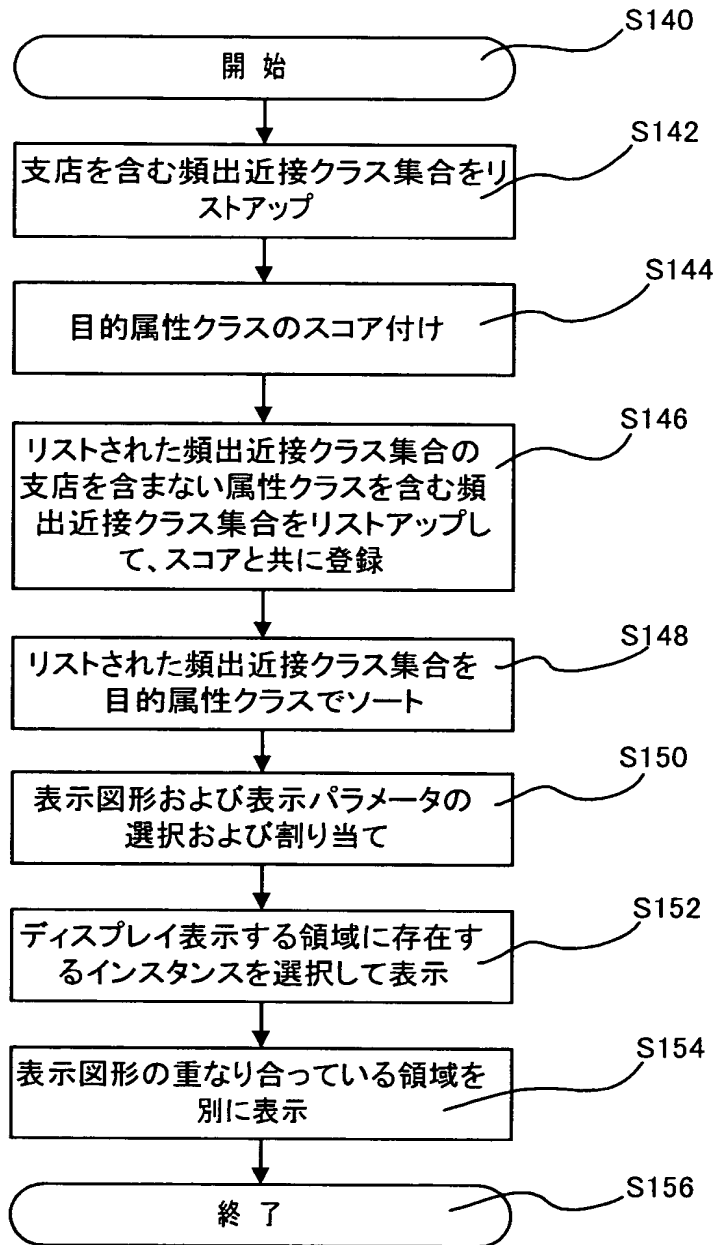 S140
開 始
S142
支店を含む頻出近接クラス集合をリ
ストアップ
S144
目的属性クラスのスコア付け
S146
リストされた頻出近接クラス集合の
支店を含まない属性クラスを含む頻
出近接クラス集合をリストアップし
て、スコアと共に登録
S148
リストされた頻出近接クラス集合を
目的属性クラスでソート
S150
表示図形および表示パラメータの
選択および割り当て
S152
ディスプレイ表示する領域に存在す
るインスタンスを選択して表示
S154
表示図形の重なり合っている領域を
別に表示
S156
終 了